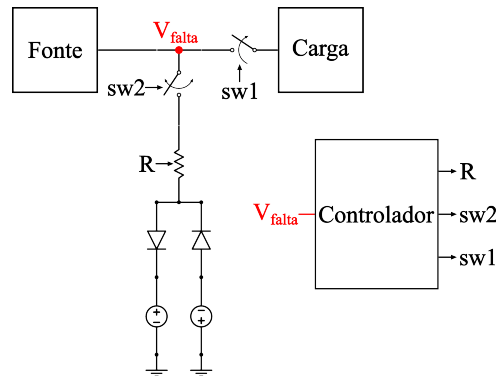 V_falta
Fonte
Carga
sw2
sw1
R
+
−
−
+
R
V_falta
Controlador
sw2
sw1